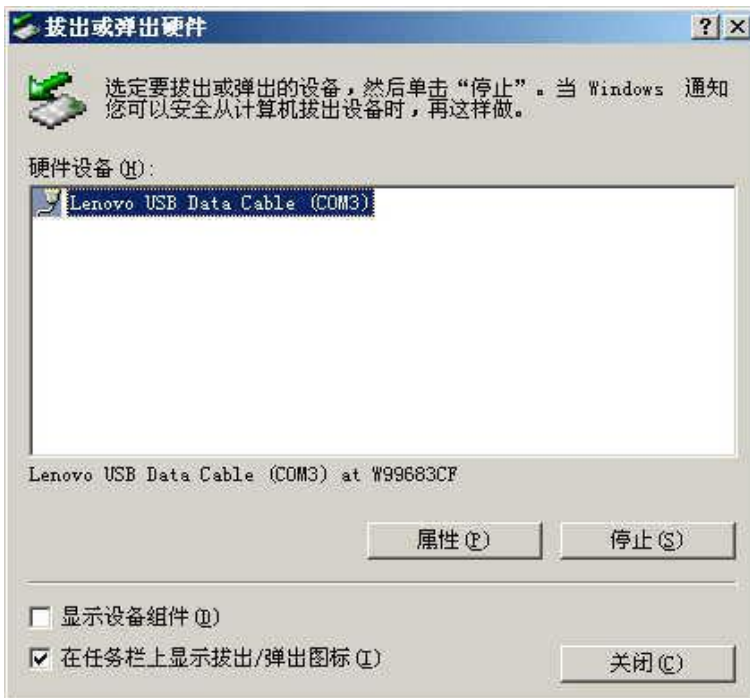 拔出或弹出硬件
选定要拔出或弹出的设备，然后单击“停止”。当 Windows 通知
您可以安全从计算机拔出设备时，再这样做。
硬件设备(H):
Lenovo USB Data Cable (COM3)
Lenovo USB Data Cable (COM3) at W99683CF
属性(P)
停止(S)
显示设备组件(D)
在任务栏上显示拔出/弹出图标(I)
关闭(C)